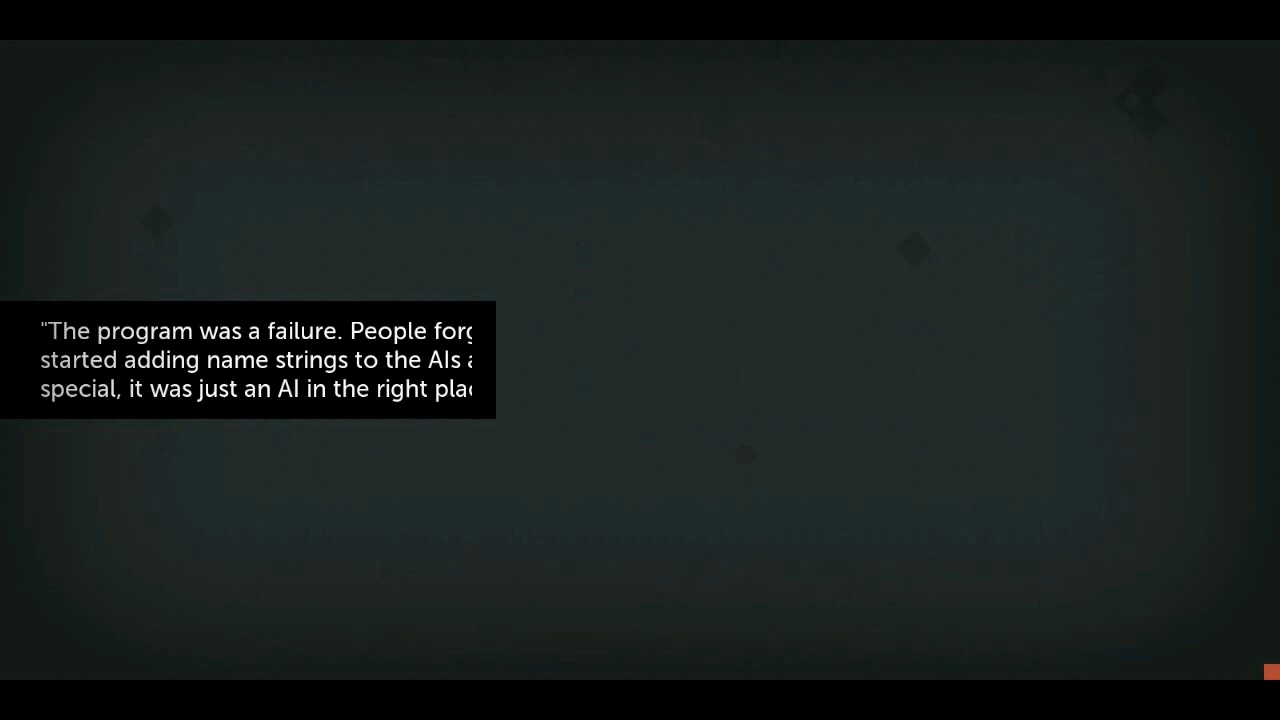 "The program was a failure. People
started adding name strings to the AIs
special, it was just an AI in the right